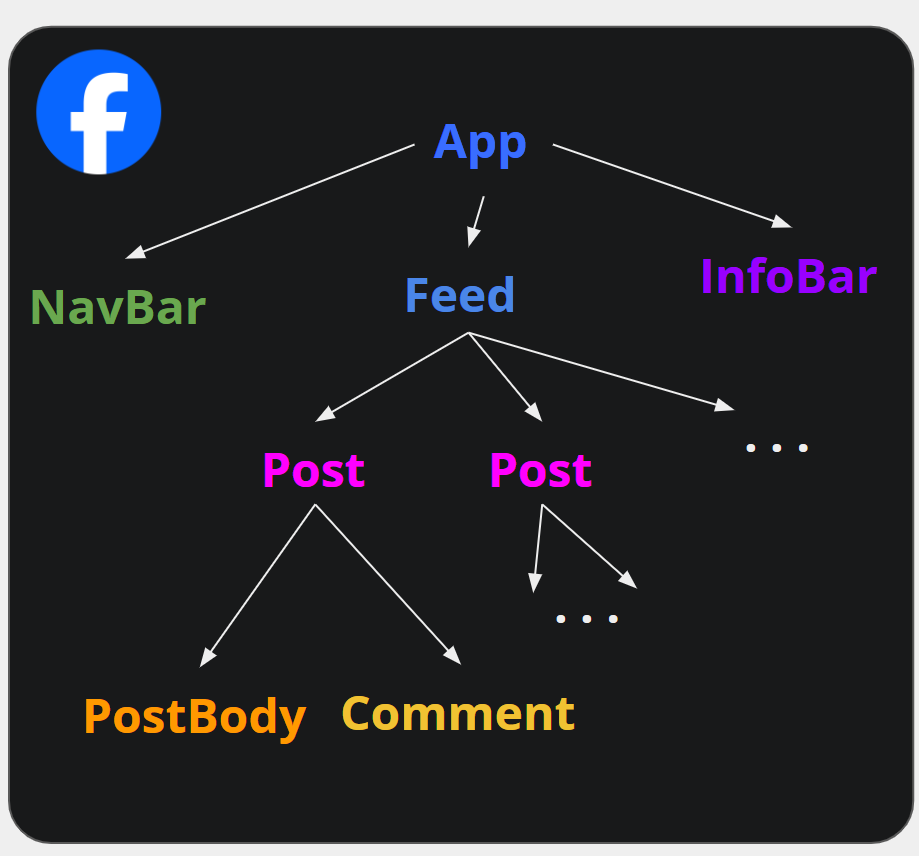 f
App
NavBar
Feed
InfoBar
Post
Post
. . .
. . .
PostBody
Comment